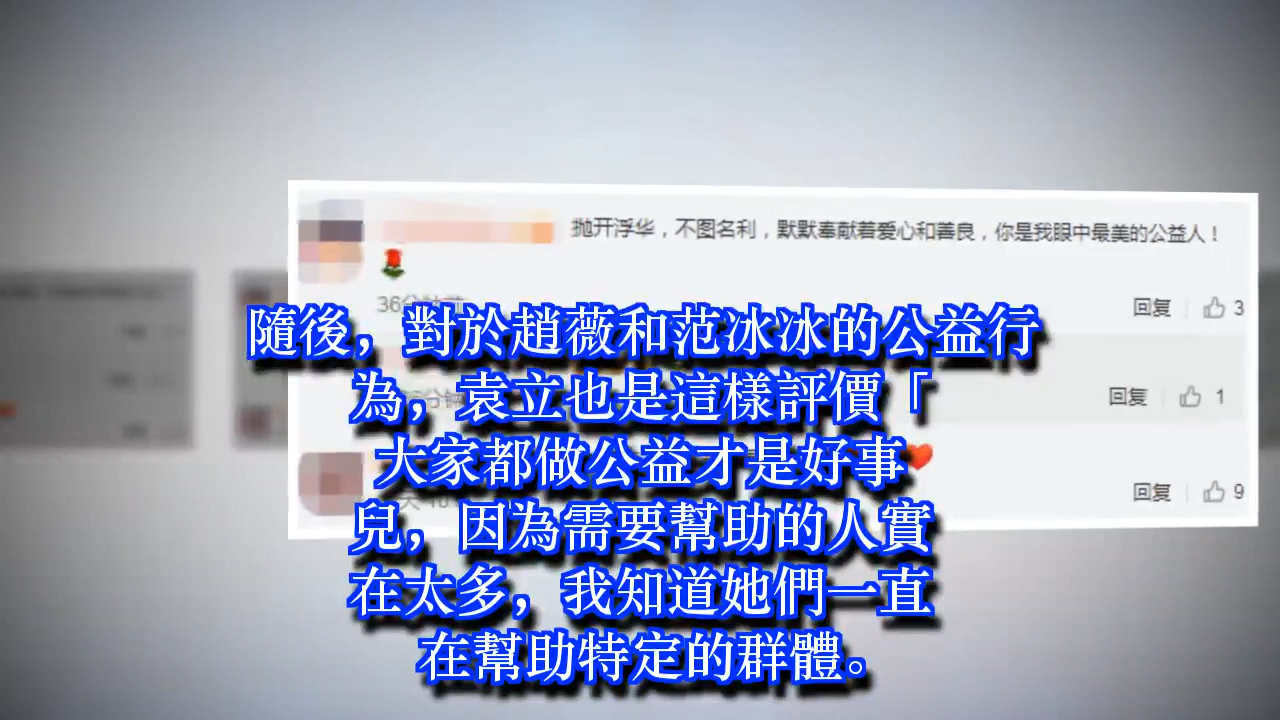 抛开浮华，不图名利，默默奉献着爱心和善良，你是我眼中最美的公益人！
回复 3
隨後，對於趙薇和范冰冰的公益行
為，袁立也是這樣評價「
回复 1
大家都做公益才是好事
回复 9
兒，因為需要幫助的人實
在太多，我知道她們一直
在幫助特定的群體。